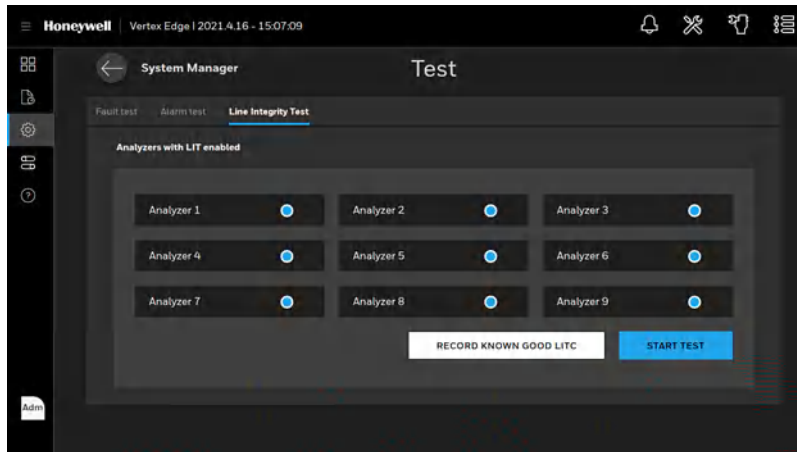 Honeywell | Vertex Edge | 2021.4.16 - 15:07:09
System Manager
Test
Fault test Alarm test Line Integrity Test
Analyzers with LIT enabled
Analyzer 1 Analyzer 2 Analyzer 3
Analyzer 4 Analyzer 5 Analyzer 6
Analyzer 7 Analyzer 8 Analyzer 9
RECORD KNOWN GOOD LITC START TEST
Adm